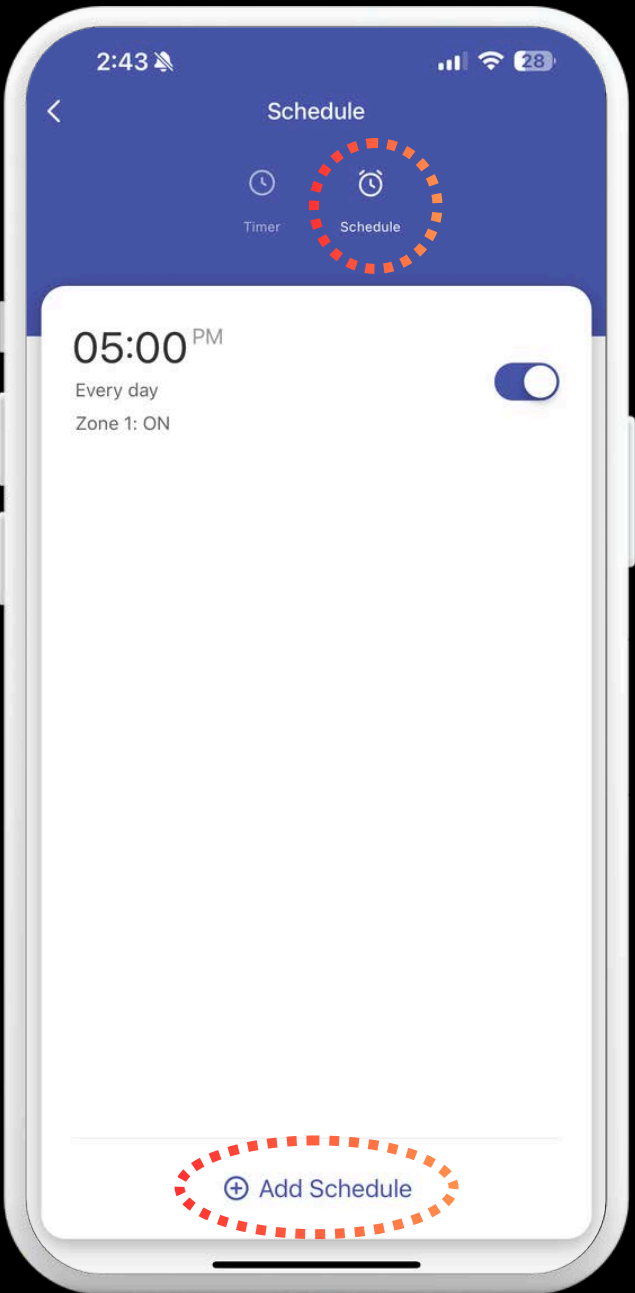 2:43
28
Schedule
Timer
Schedule
05:00 PM
Every day
Zone 1: ON
Add Schedule